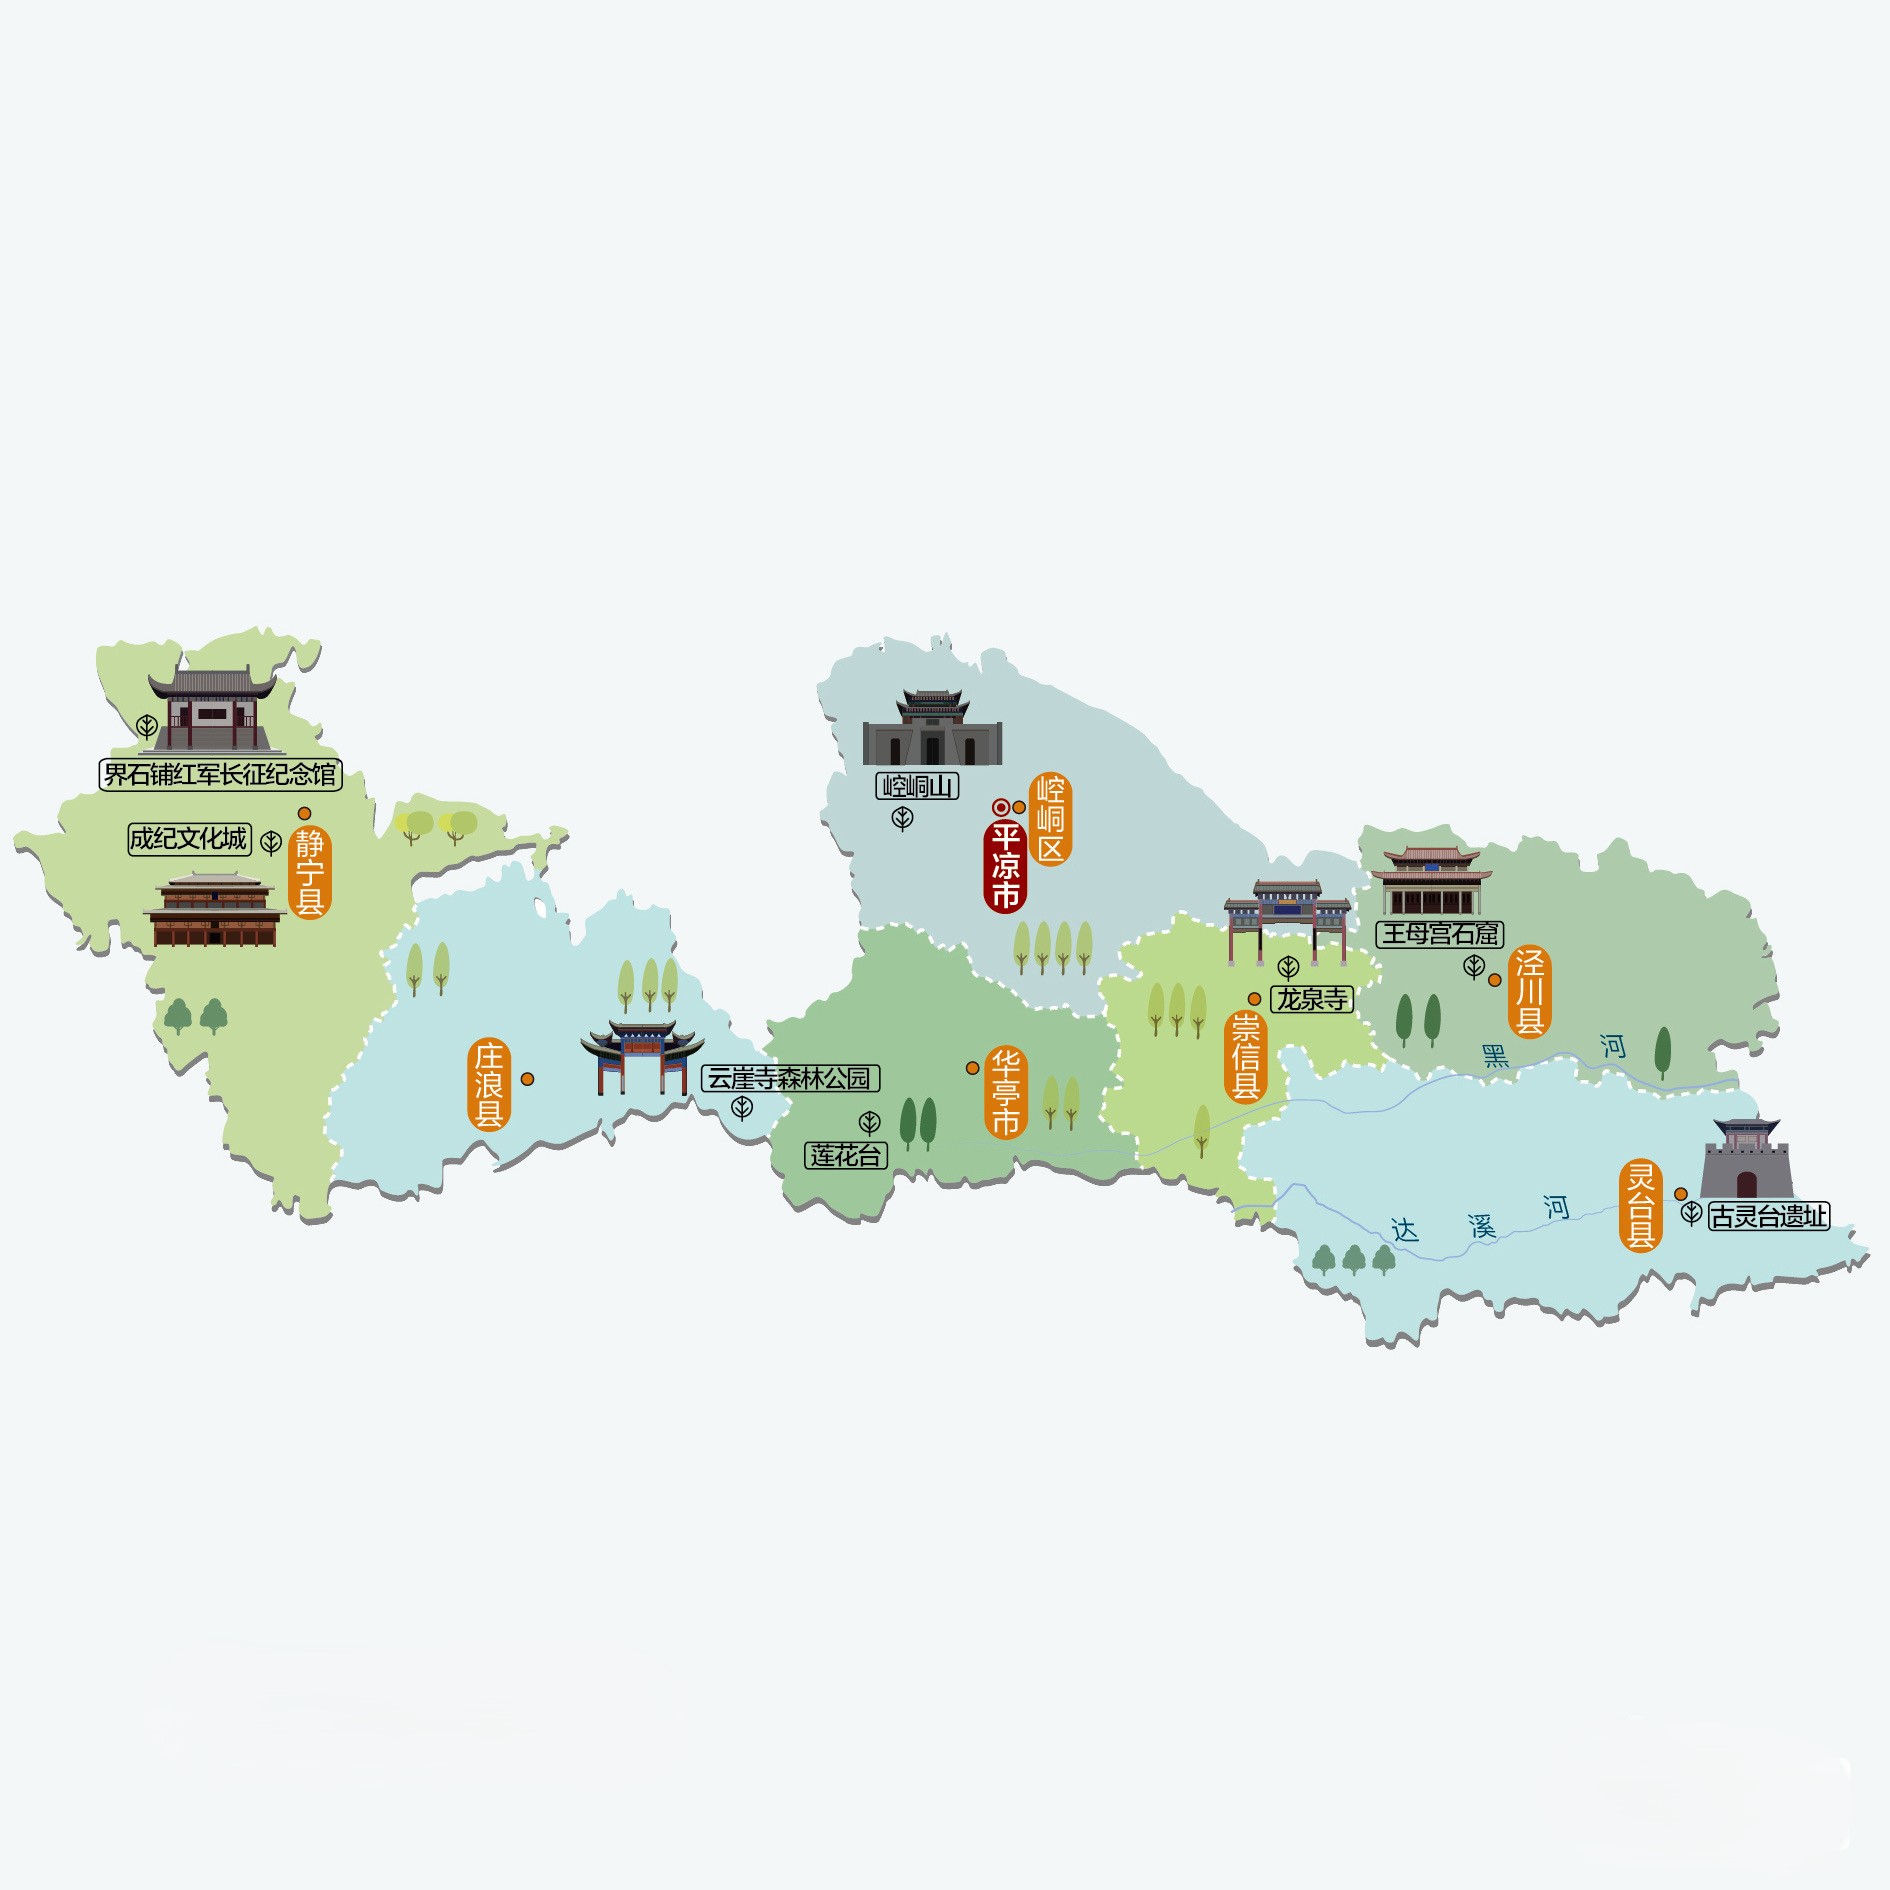 界石铺红军长征纪念馆
成纪文化城
静宁县
庄浪县
云崖寺森林公园
崆峒山
崆峒区
平凉市
华亭市
莲花台
龙泉寺
崇信县
王母宫石窟
泾川县
黑河
达溪河
灵台县
古灵台遗址